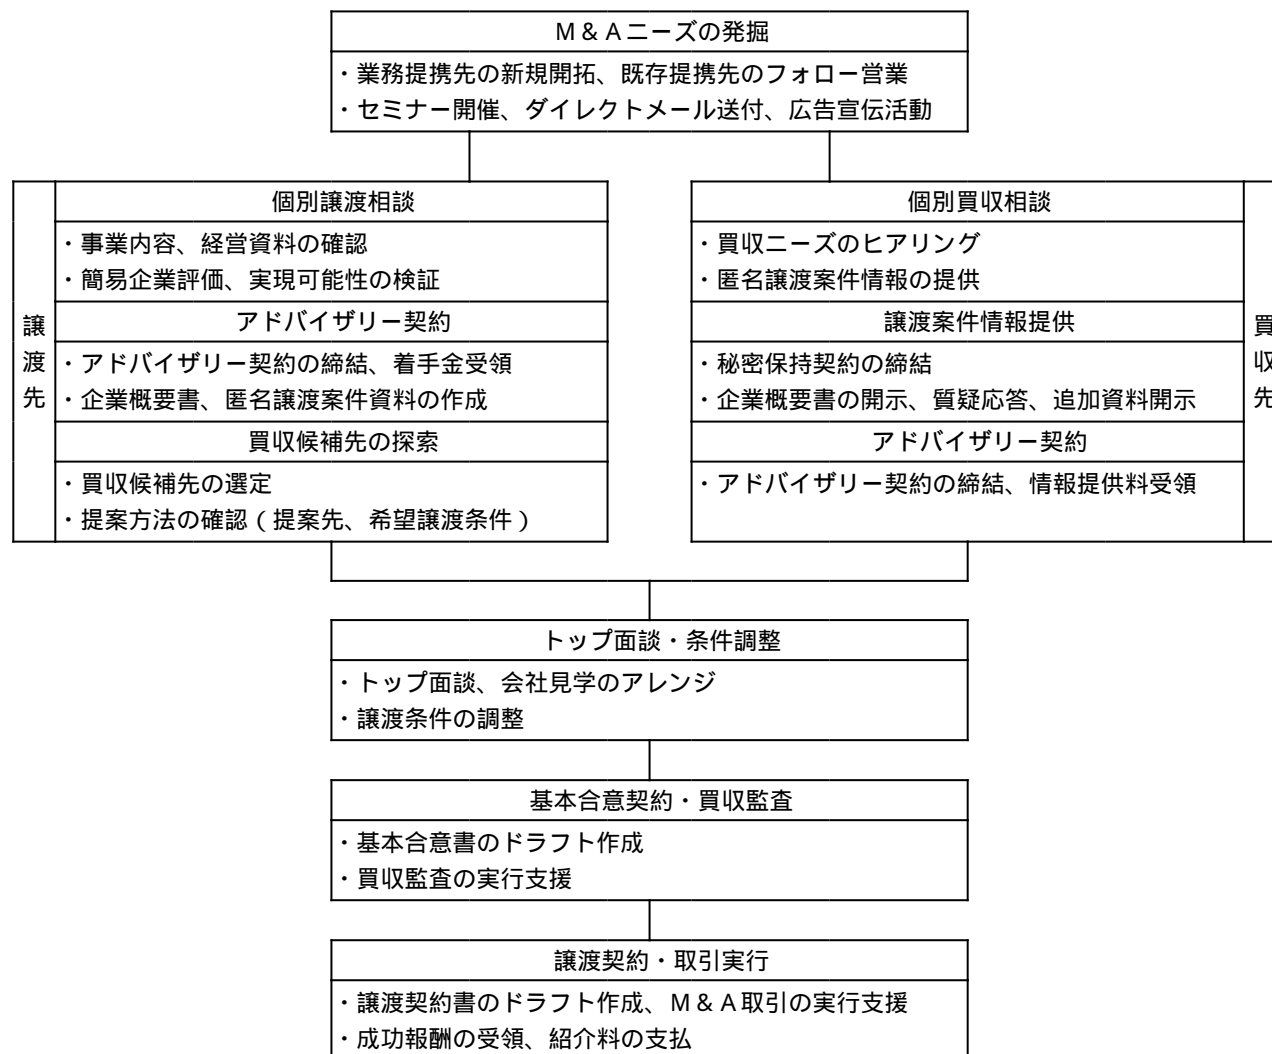 M&Aニーズの発掘
・業務提携先の新規開拓、既存提携先のフォロー営業
・セミナー開催、ダイレクトメール送付、広告宣伝活動
譲渡先
個別譲渡相談
・事業内容、経営資料の確認
・簡易企業評価、実現可能性の検証
アドバイザリー契約
・アドバイザリー契約の締結、着手金受領
・企業概要書、匿名譲渡案件資料の作成
買収候補先の探索
・買収候補先の選定
・提案方法の確認(提案先、希望譲渡条件)
個別買収相談
・買収ニーズのヒアリング
・匿名譲渡案件情報の提供
譲渡案件情報提供
・秘密保持契約の締結
・企業概要書の開示、質疑応答、追加資料開示
アドバイザリー契約
・アドバイザリー契約の締結、情報提供料受領
買収先
トップ面談・条件調整
・トップ面談、会社見学のアレンジ
・譲渡条件の調整
基本合意契約・買収監査
・基本合意書のドラフト作成
・買収監査の実行支援
譲渡契約・取引実行
・譲渡契約書のドラフト作成、M&A取引の実行支援
・成功報酬の受領、紹介料の支払